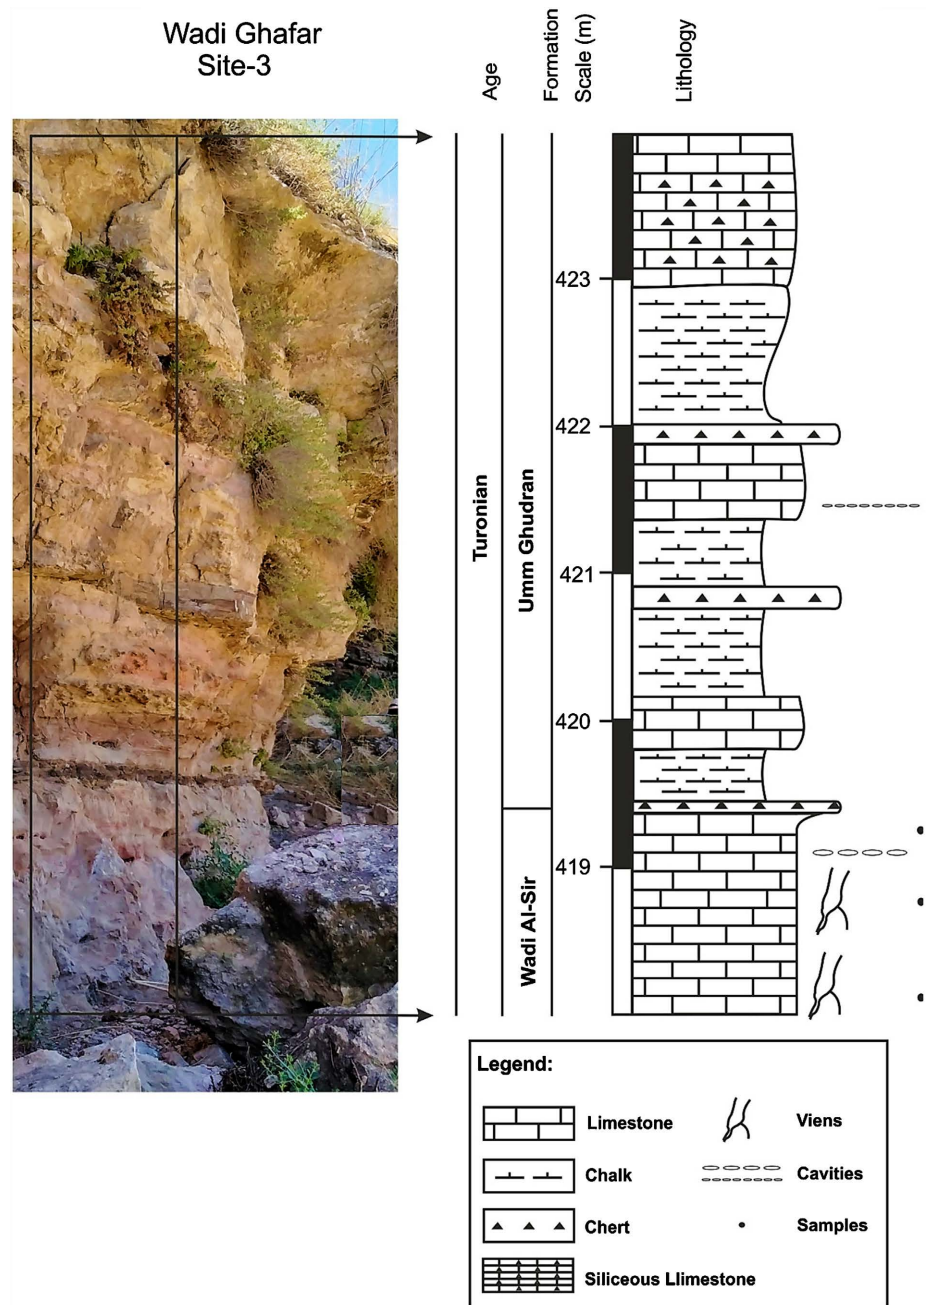 Wadi Ghafar
Site-3
Age
Formation
Scale (m)
Lithology
423
422
421
420
419
Turonian
Umm Ghudran
Wadi Al-Sir
Legend:
Limestone
Viens
Chalk
Cavities
Chert
Samples
Siliceous Llimestone